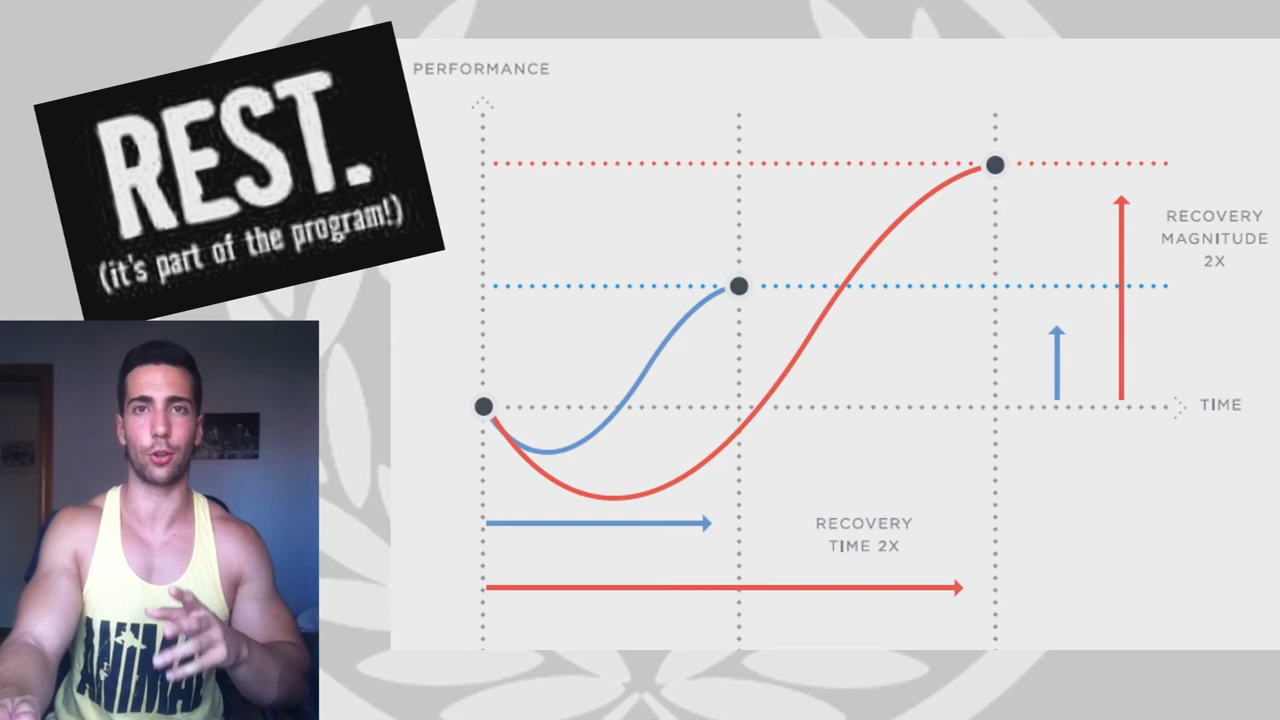 REST.
(it's part of the program!)
PERFORMANCE
RECOVERY
MAGNITUDE
2X
TIME
RECOVERY
TIME 2X
ANIMAL